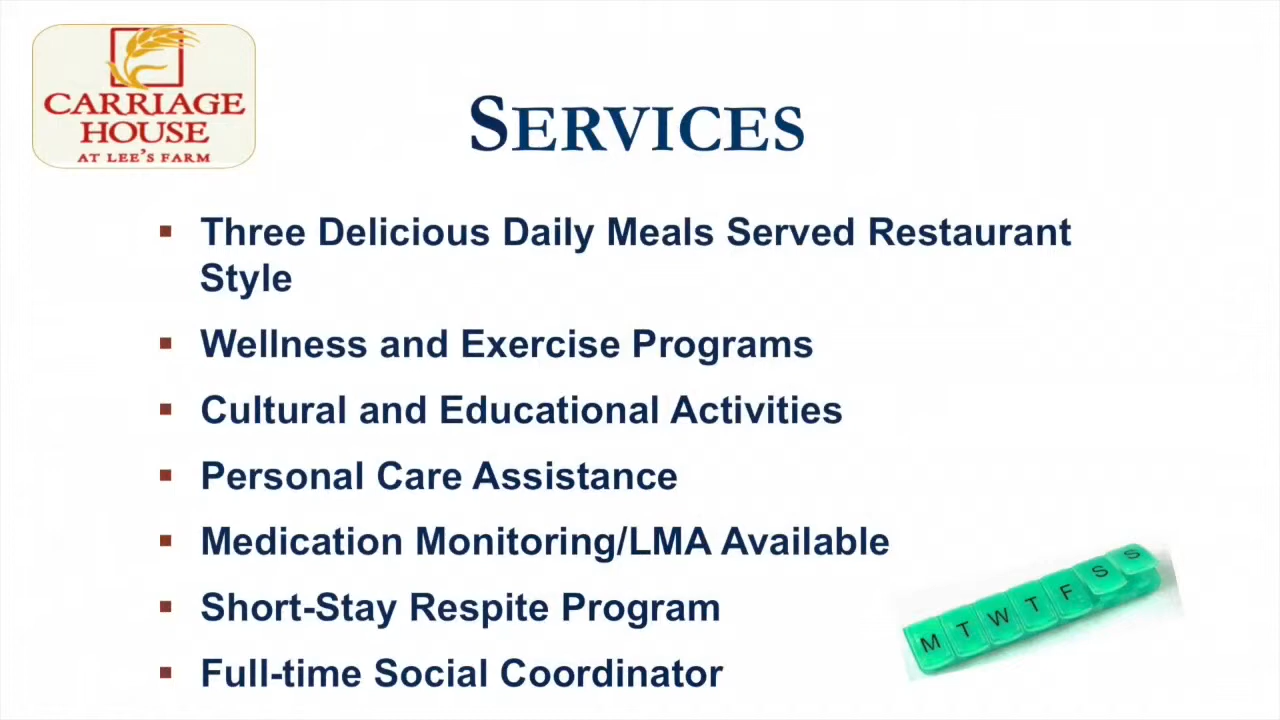 CARRIAGE
HOUSE
AT LEE'S FARM
SERVICES
▪ Three Delicious Daily Meals Served Restaurant
Style
▪ Wellness and Exercise Programs
▪ Cultural and Educational Activities
▪ Personal Care Assistance
▪ Medication Monitoring/LMA Available
▪ Short-Stay Respite Program
▪ Full-time Social Coordinator
M T W T F S S